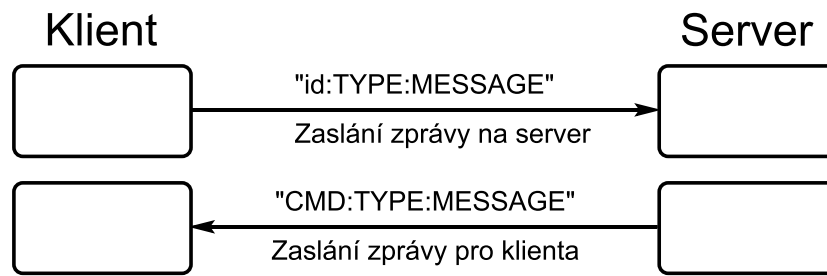 Klient
Server
"id:TYPE:MESSAGE"
Zaslání zprávy na server
"CMD:TYPE:MESSAGE"
Zaslání zprávy pro klienta